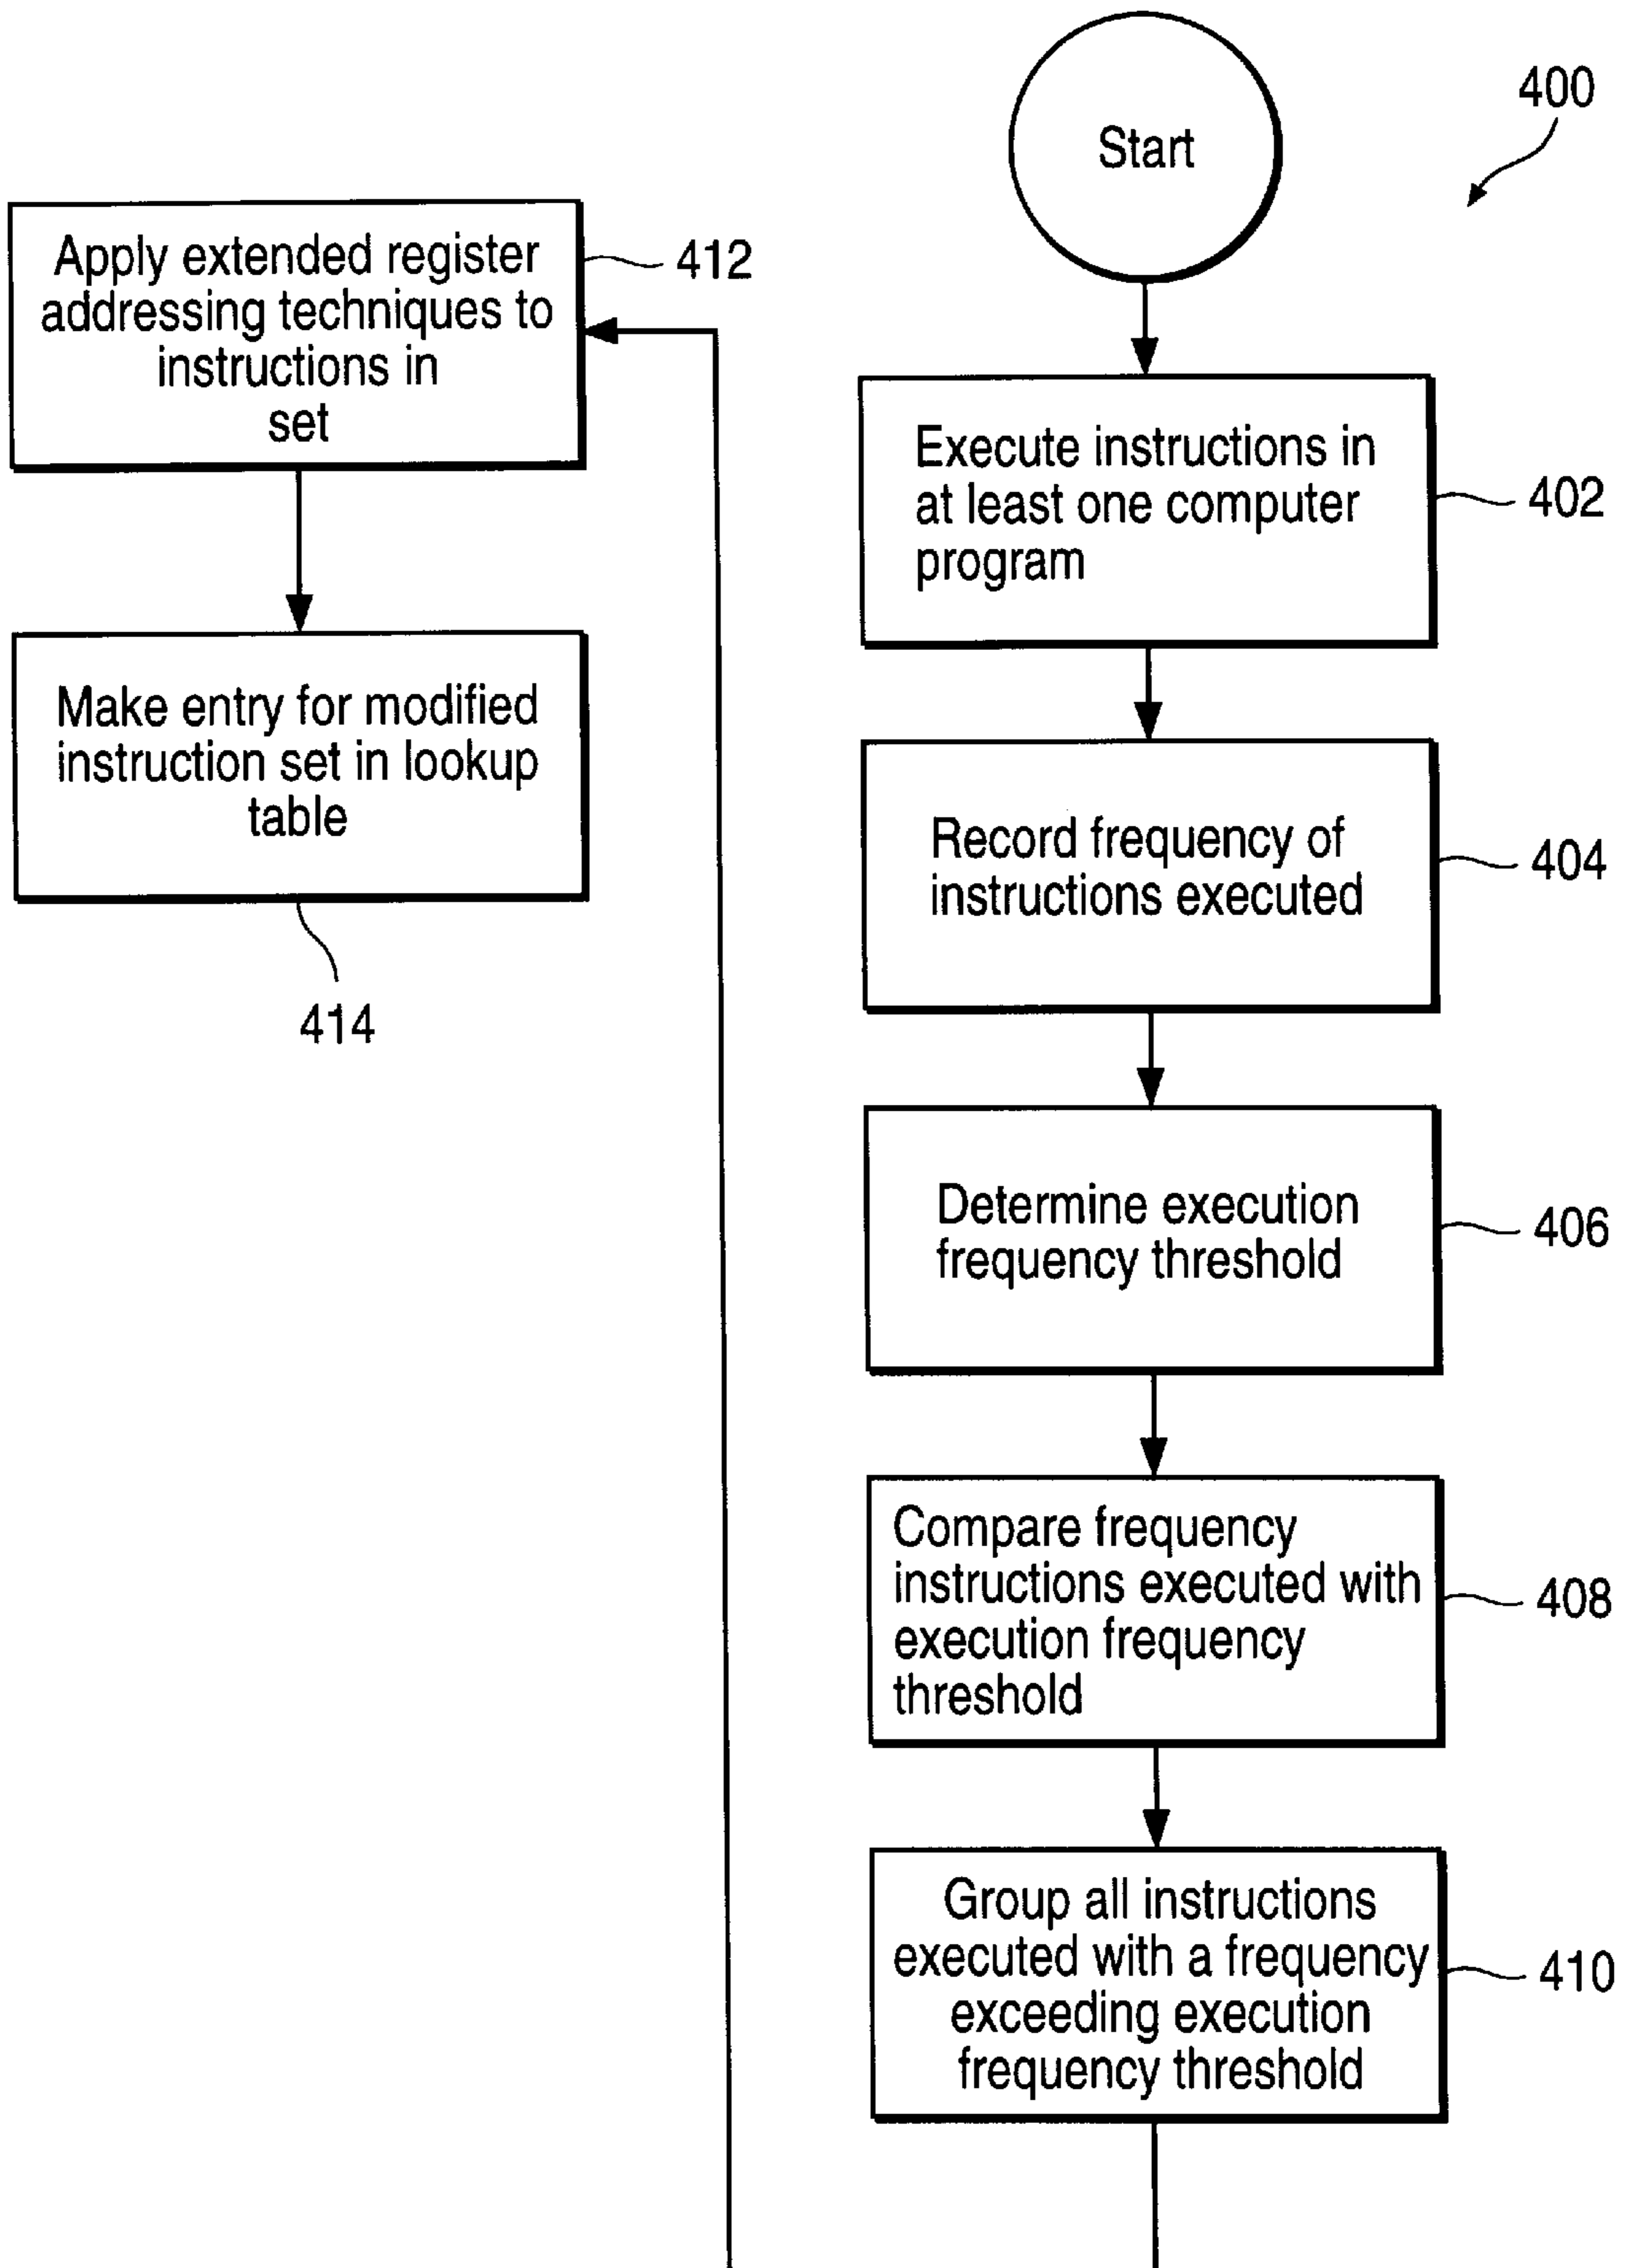 400
Start
Execute instructions in
at least one computer
program
402
Record frequency of
instructions executed
404
Determine execution
frequency threshold
406
Compare frequency
instructions executed with
execution frequency
threshold
408
Group all instructions
executed with a frequency
exceeding execution
frequency threshold
410
Apply extended register
addressing techniques to
instructions in
set
412
Make entry for modified
instruction set in lookup
table
414